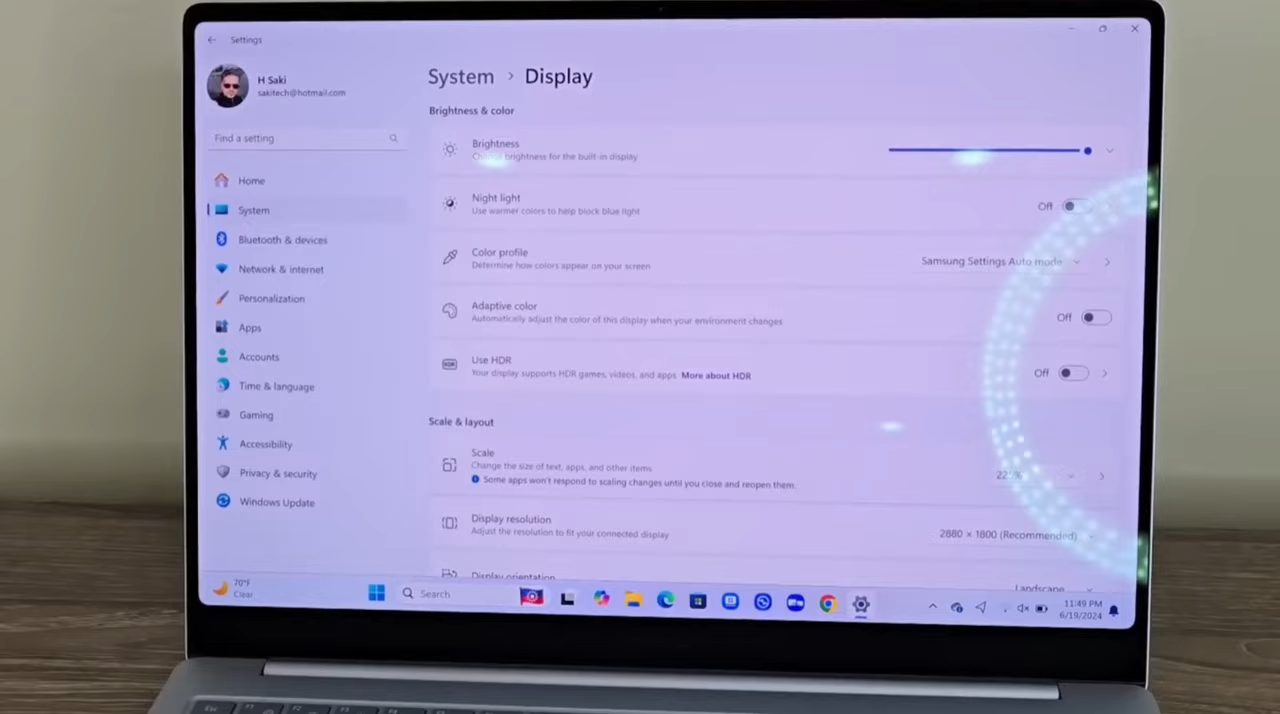 Settings
H Saki
sakitech@hotmail.com
Find a setting
Home
System
Bluetooth & devices
Network & internet
Personalization
Apps
Accounts
Time & language
Gaming
Accessibility
Privacy & security
Windows Update
System › Display
Brightness & color
Brightness
brightness for the built-in display
Night light
Use warmer colors to help block blue light
Off
Color profile
Determine how colors appear on your screen
Samsung Settings Auto mode
Adaptive color
Automatically adjust the color of this display when your environment changes
Off
Use HDR
Your display supports HDR games, videos, and apps More about HDR
Off
Scale & layout
Scale
Change the size of text, apps, and other items
Some apps won't respond to scaling changes until you close and reopen them.
Display resolution
Adjust the resolution to fit your connected display
2880 × 1800 (Recommended)
Display orientation
Landscape
70°F
Clear
Search
11:49 PM
6/19/2024